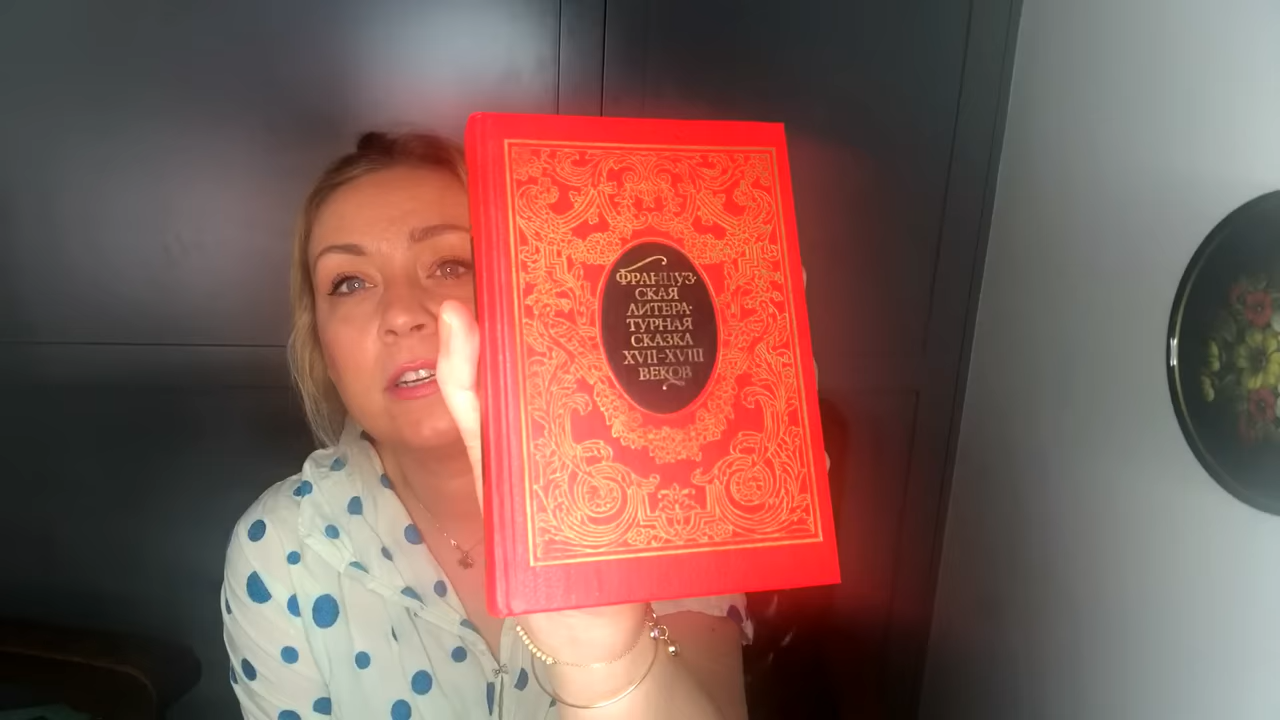 ФРАНЦУЗ-
СКАЯ
ЛИТЕРА-
ТУРНАЯ
СКАЗКА
XVII-XVIII
ВЕКОВ